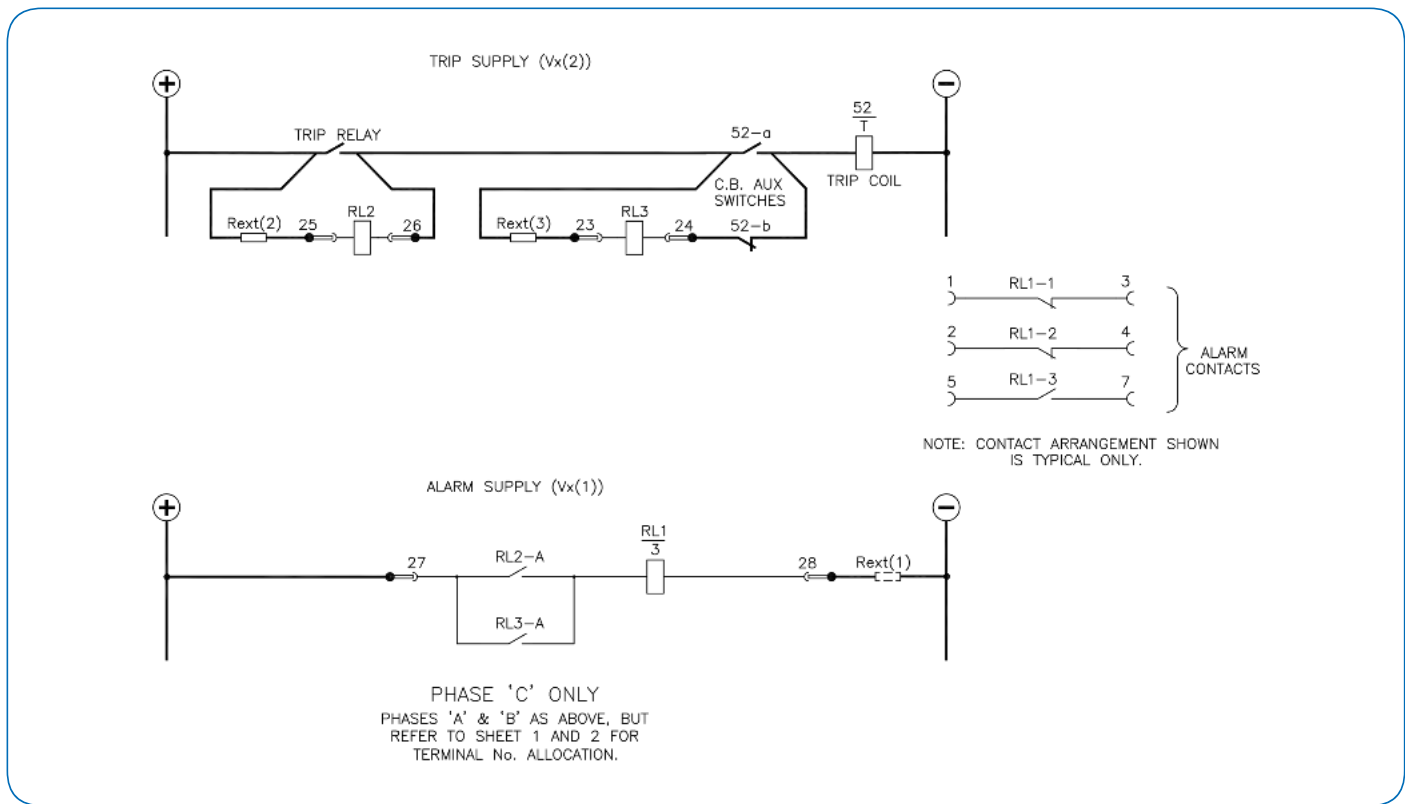 TRIP SUPPLY (Vx(2))
+
−
52
T
TRIP RELAY
52-a
TRIP COIL
C.B. AUX
SWITCHES
Rext(2)
25
RL2
26
Rext(3)
23
RL3
24
52-b
1
RL1-1
3
2
RL1-2
4
5
RL1-3
7
ALARM
CONTACTS
NOTE: CONTACT ARRANGEMENT SHOWN
IS TYPICAL ONLY.
ALARM SUPPLY (Vx(1))
+
−
27
RL2-A
RL1
3
28
Rext(1)
RL3-A
PHASE 'C' ONLY
PHASES 'A' & 'B' AS ABOVE, BUT
REFER TO SHEET 1 AND 2 FOR
TERMINAL No. ALLOCATION.